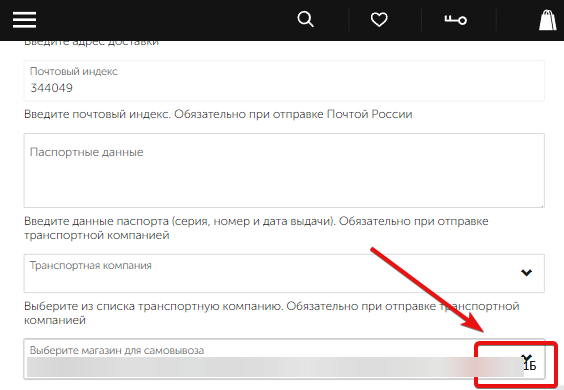 Введите адрес доставки
Почтовый индекс
344049
Введите почтовый индекс. Обязательно при отправке Почтой России
Паспортные данные
Введите данные паспорта (серия, номер и дата выдачи). Обязательно при отправке
транспортной компанией
Транспортная компания
Выберите из списка транспортную компанию. Обязательно при отправке транспортной
компанией
Выберите магазин для самовывоза
1Б